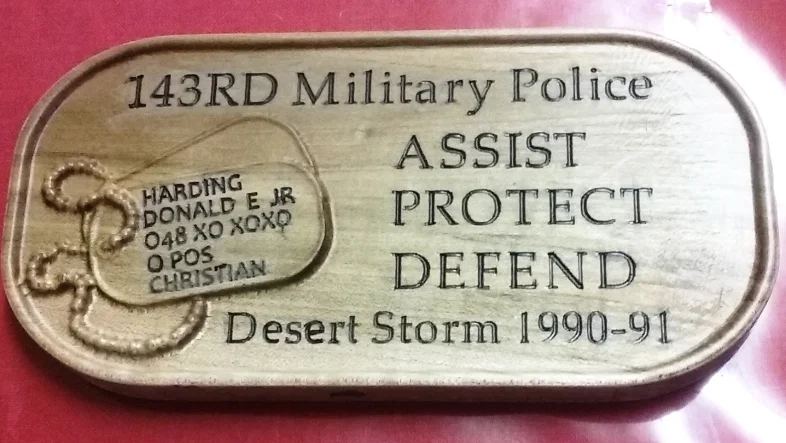 143RD Military Police
HARDING
DONALD E JR
048 XO XOXO
O POS
CHRISTIAN
ASSIST
PROTECT
DEFEND
Desert Storm 1990-91